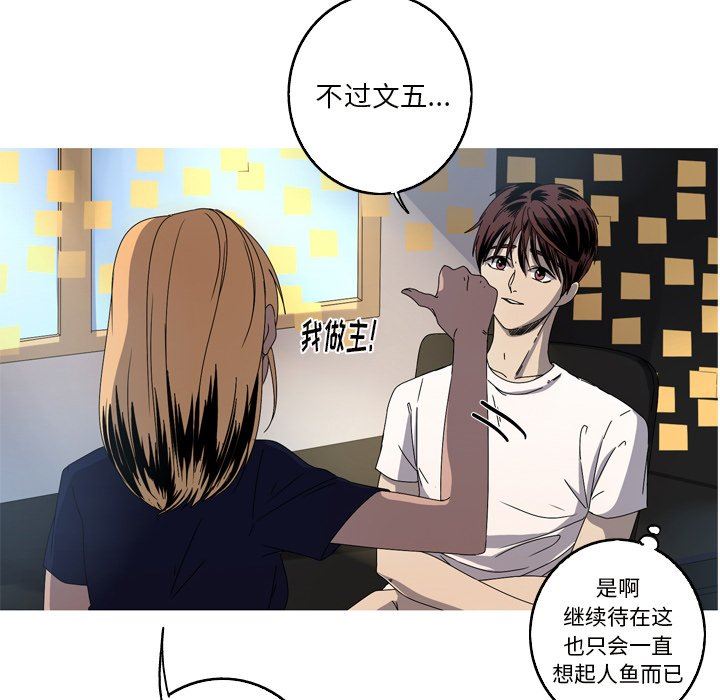 不过文五...
我做主!
是啊
继续待在这
也只会一直
想起人鱼而已